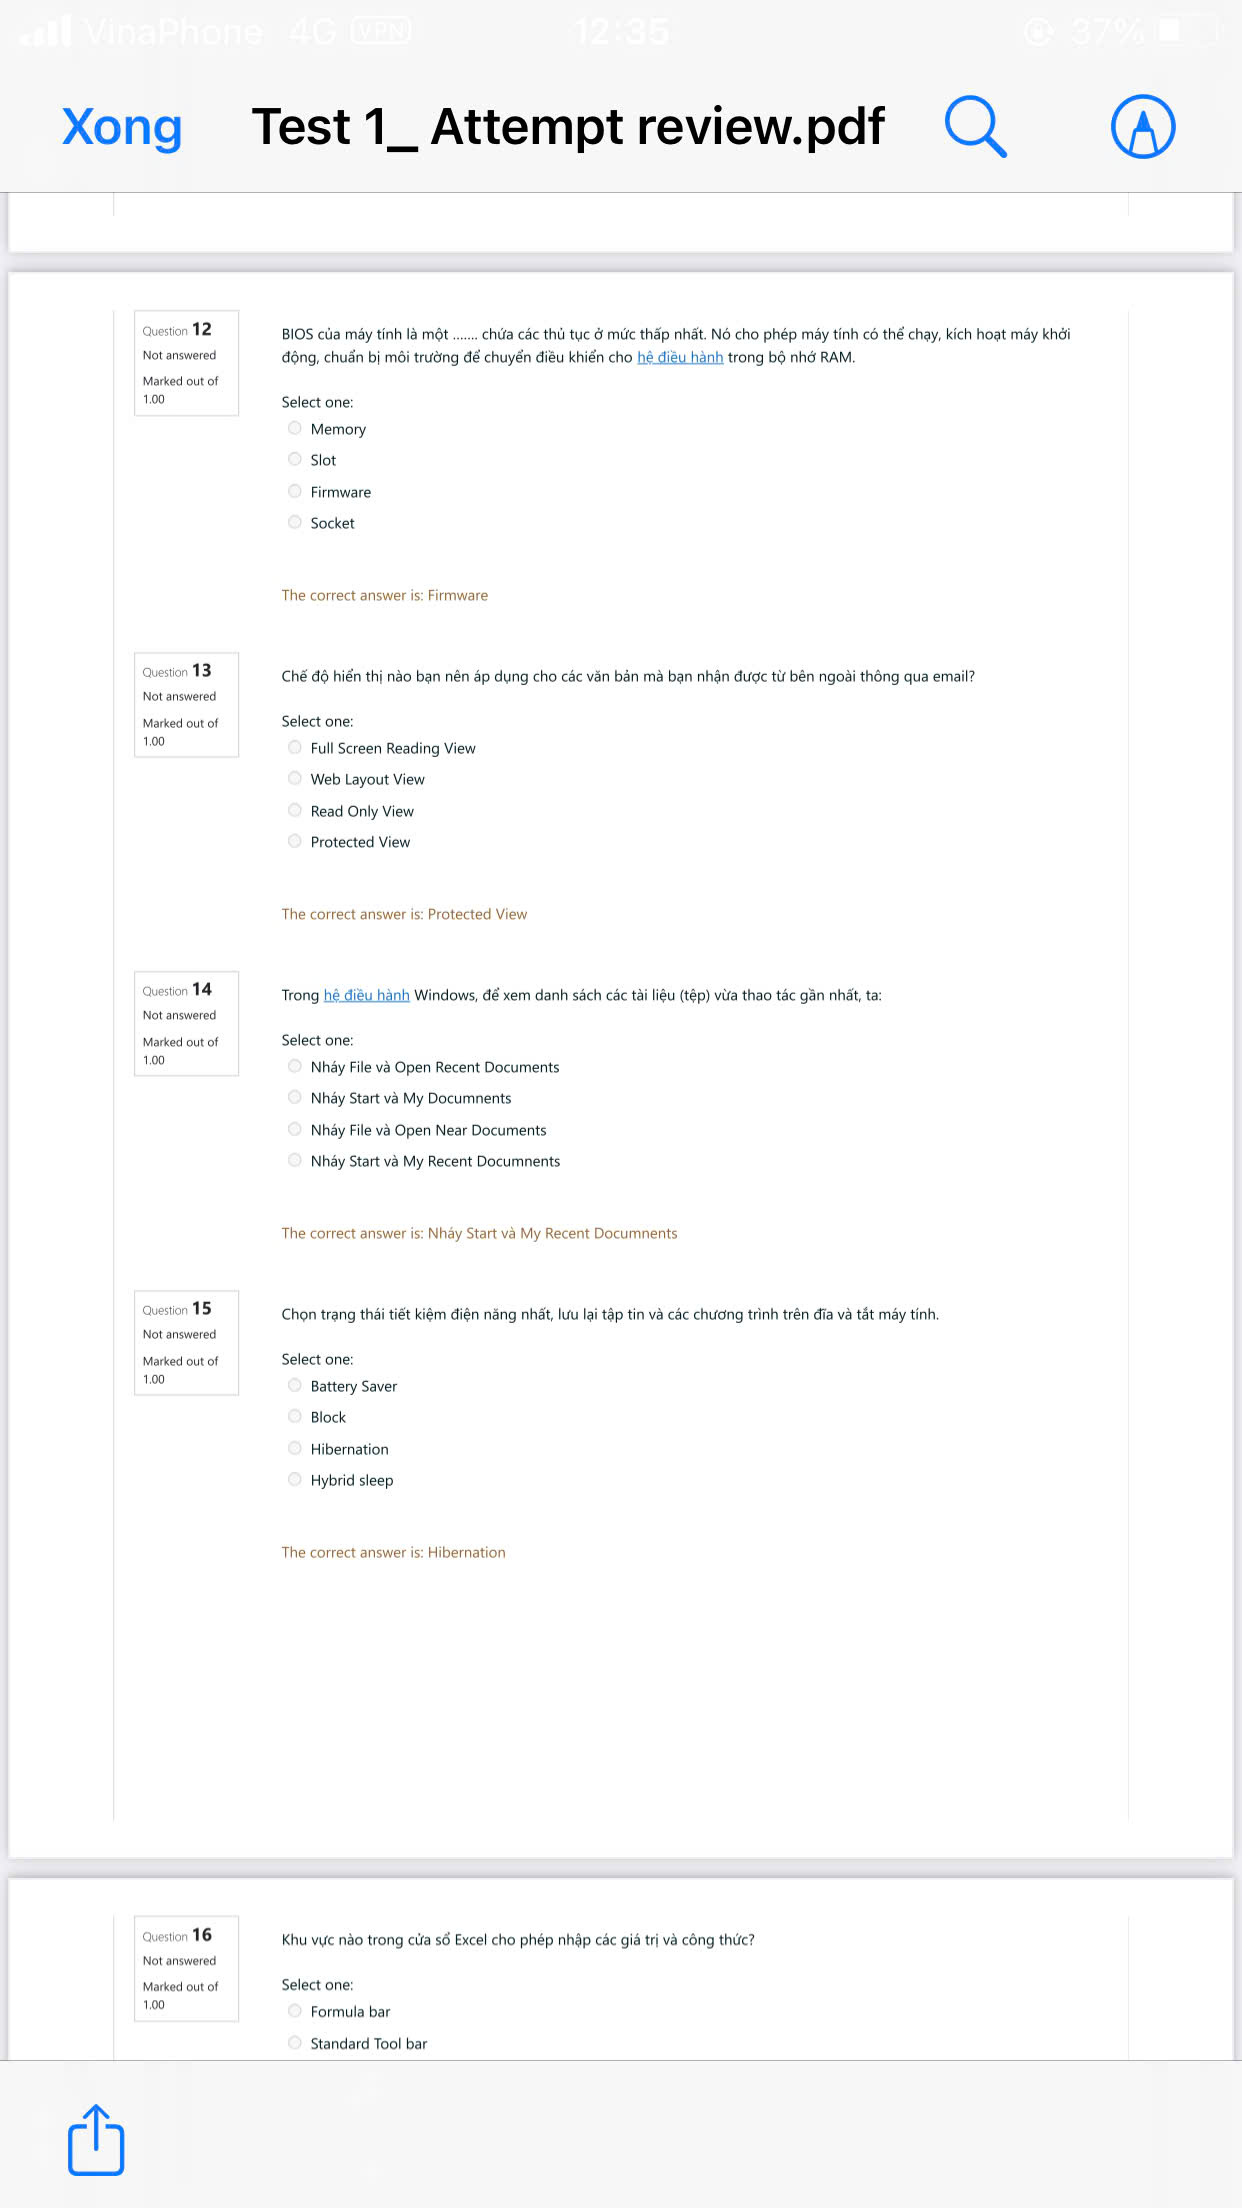 VinaPhone 4G VPN 12:35 37%
Xong Test 1_ Attempt review.pdf
Question 12
Not answered
Marked out of
1.00
BIOS của máy tính là một ....... chứa các thủ tục ở mức thấp nhất. Nó cho phép máy tính có thể chạy, kích hoạt máy khởi
động, chuẩn bị môi trường để chuyển điều khiển cho hệ điều hành trong bộ nhớ RAM.
Select one:
Memory
Slot
Firmware
Socket
The correct answer is: Firmware
Question 13
Not answered
Marked out of
1.00
Chế độ hiển thị nào bạn nên áp dụng cho các văn bản mà bạn nhận được từ bên ngoài thông qua email?
Select one:
Full Screen Reading View
Web Layout View
Read Only View
Protected View
The correct answer is: Protected View
Question 14
Not answered
Marked out of
1.00
Trong hệ điều hành Windows, để xem danh sách các tài liệu (tệp) vừa thao tác gần nhất, ta:
Select one:
Nháy File và Open Recent Documents
Nháy Start và My Documnents
Nháy File và Open Near Documents
Nháy Start và My Recent Documnents
The correct answer is: Nháy Start và My Recent Documnents
Question 15
Not answered
Marked out of
1.00
Chọn trạng thái tiết kiệm điện năng nhất, lưu lại tập tin và các chương trình trên đĩa và tắt máy tính.
Select one:
Battery Saver
Block
Hibernation
Hybrid sleep
The correct answer is: Hibernation
Question 16
Not answered
Marked out of
1.00
Khu vực nào trong cửa sổ Excel cho phép nhập các giá trị và công thức?
Select one:
Formula bar
Standard Tool bar